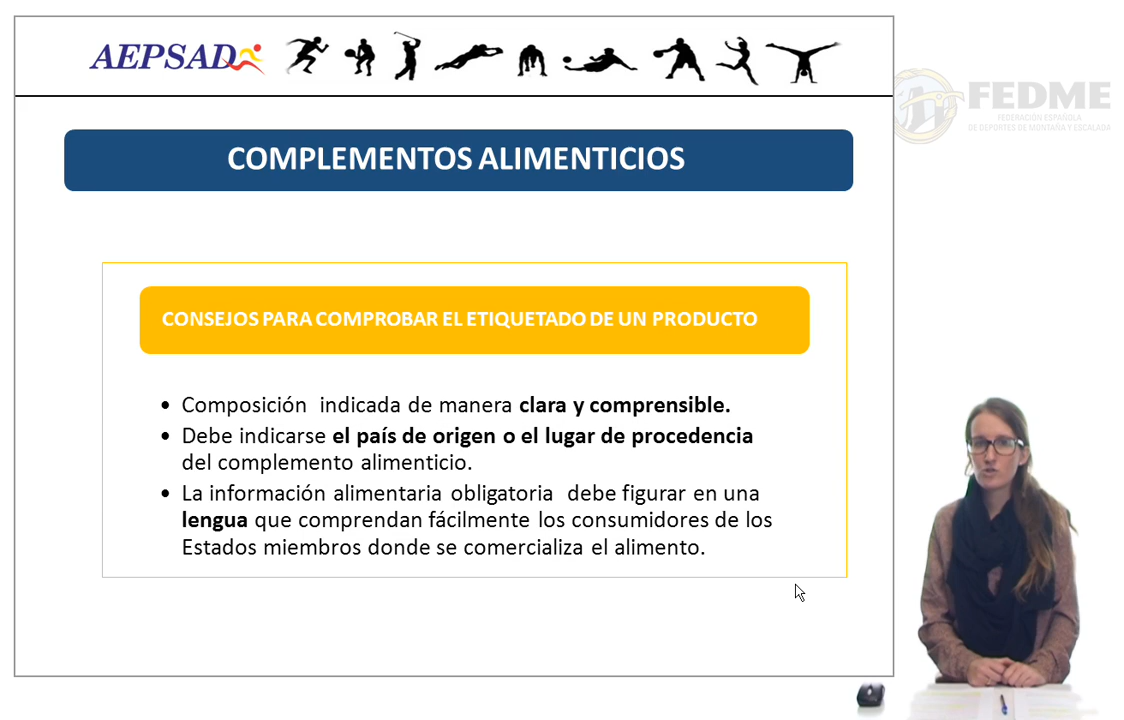 AEPSAD
FEDME
FEDERACIÓN ESPAÑOLA
DE DEPORTES DE MONTAÑA Y ESCALADA
COMPLEMENTOS ALIMENTICIOS
CONSEJOS PARA COMPROBAR EL ETIQUETADO DE UN PRODUCTO
• Composición indicada de manera clara y comprensible.
• Debe indicarse el país de origen o el lugar de procedencia
del complemento alimenticio.
• La información alimentaria obligatoria debe figurar en una
lengua que comprendan fácilmente los consumidores de los
Estados miembros donde se comercializa el alimento.